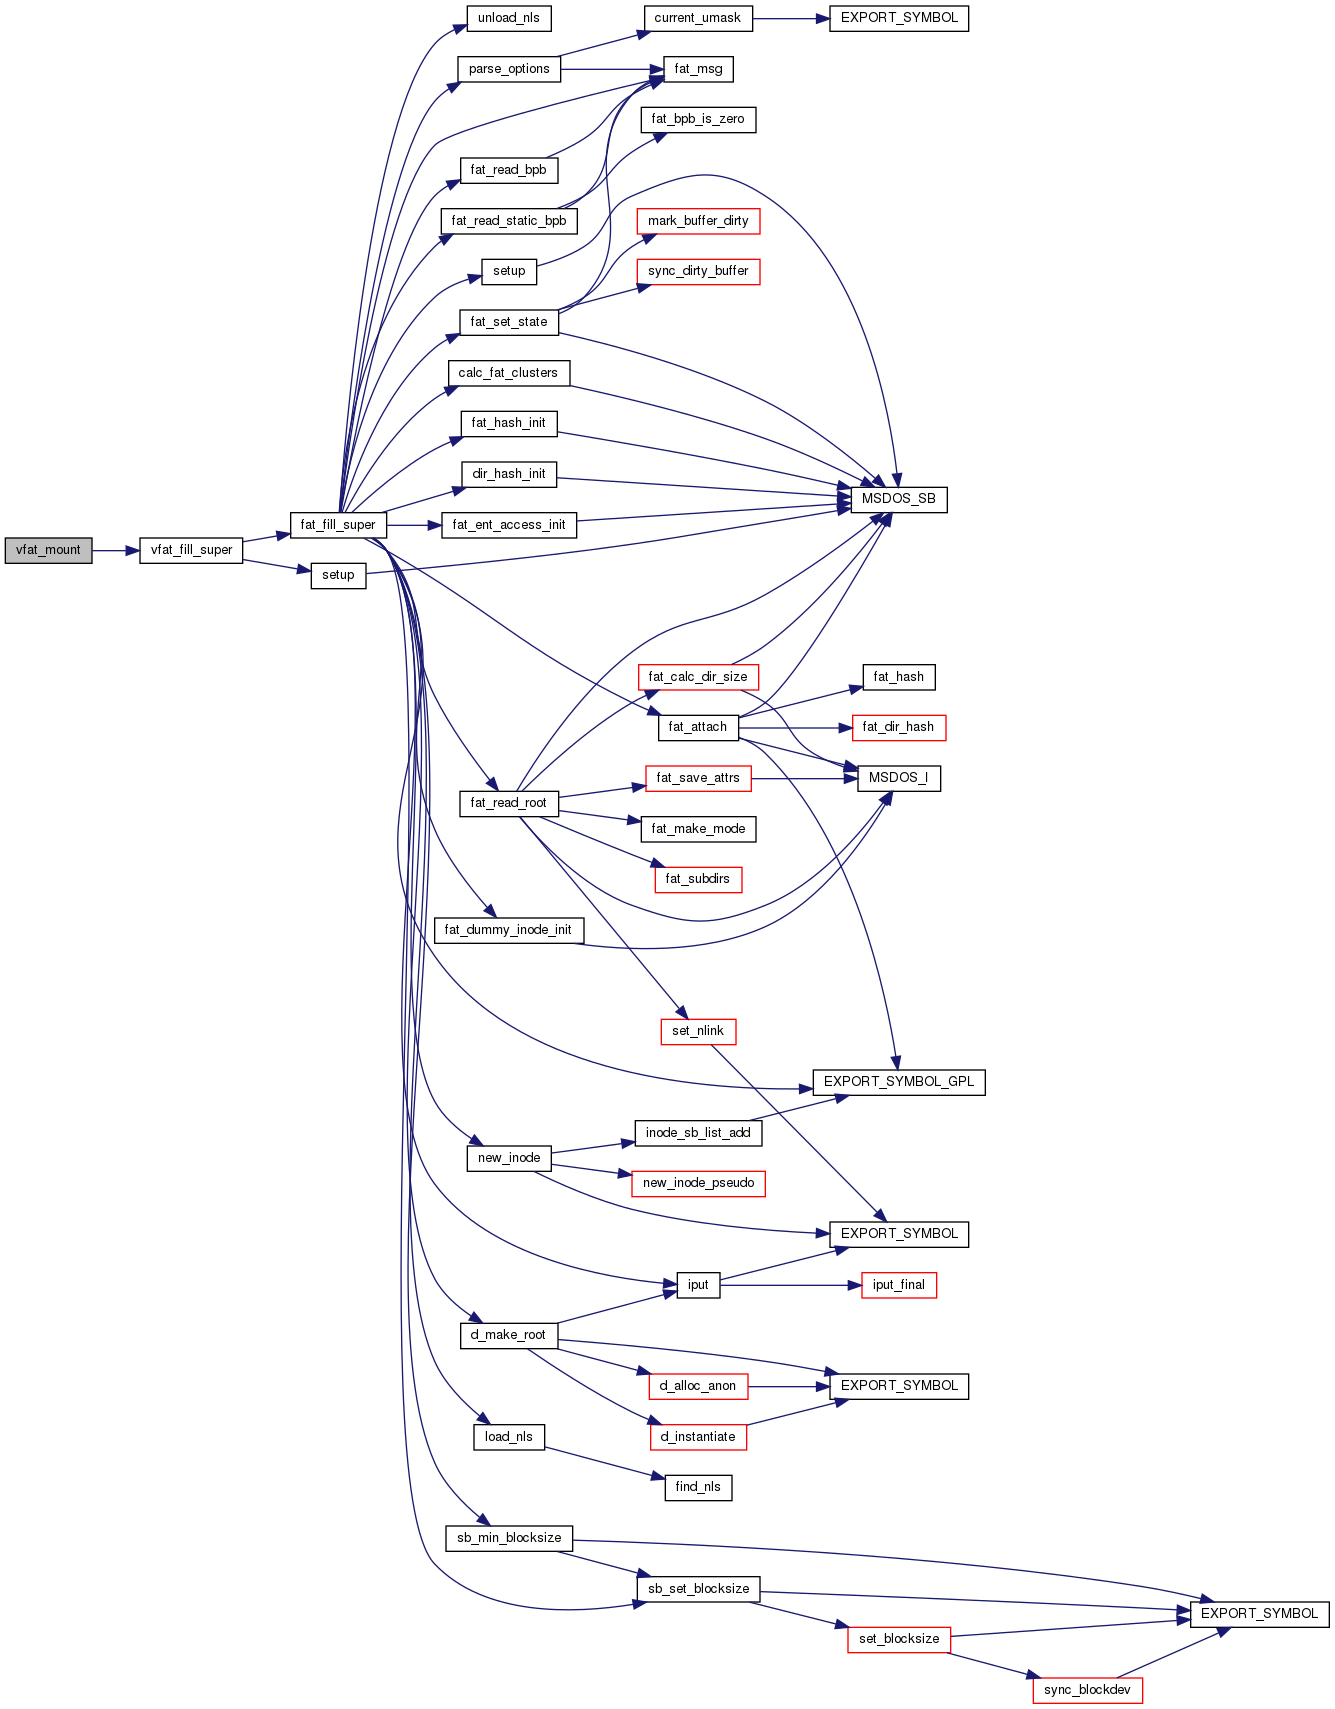 unload_nls
current_umask
EXPORT_SYMBOL
parse_options
fat_msg
fat_bpb_is_zero
fat_read_bpb
fat_read_static_bpb
mark_buffer_dirty
setup
sync_dirty_buffer
fat_set_state
calc_fat_clusters
fat_hash_init
dir_hash_init
MSDOS_SB
fat_fill_super
fat_ent_access_init
vfat_mount
vfat_fill_super
setup
fat_calc_dir_size
fat_hash
fat_attach
fat_dir_hash
fat_save_attrs
MSDOS_I
fat_read_root
fat_make_mode
fat_subdirs
fat_dummy_inode_init
set_nlink
EXPORT_SYMBOL_GPL
inode_sb_list_add
new_inode
new_inode_pseudo
EXPORT_SYMBOL
iput
iput_final
d_make_root
d_alloc_anon
EXPORT_SYMBOL
load_nls
d_instantiate
find_nls
sb_min_blocksize
sb_set_blocksize
EXPORT_SYMBOL
set_blocksize
sync_blockdev